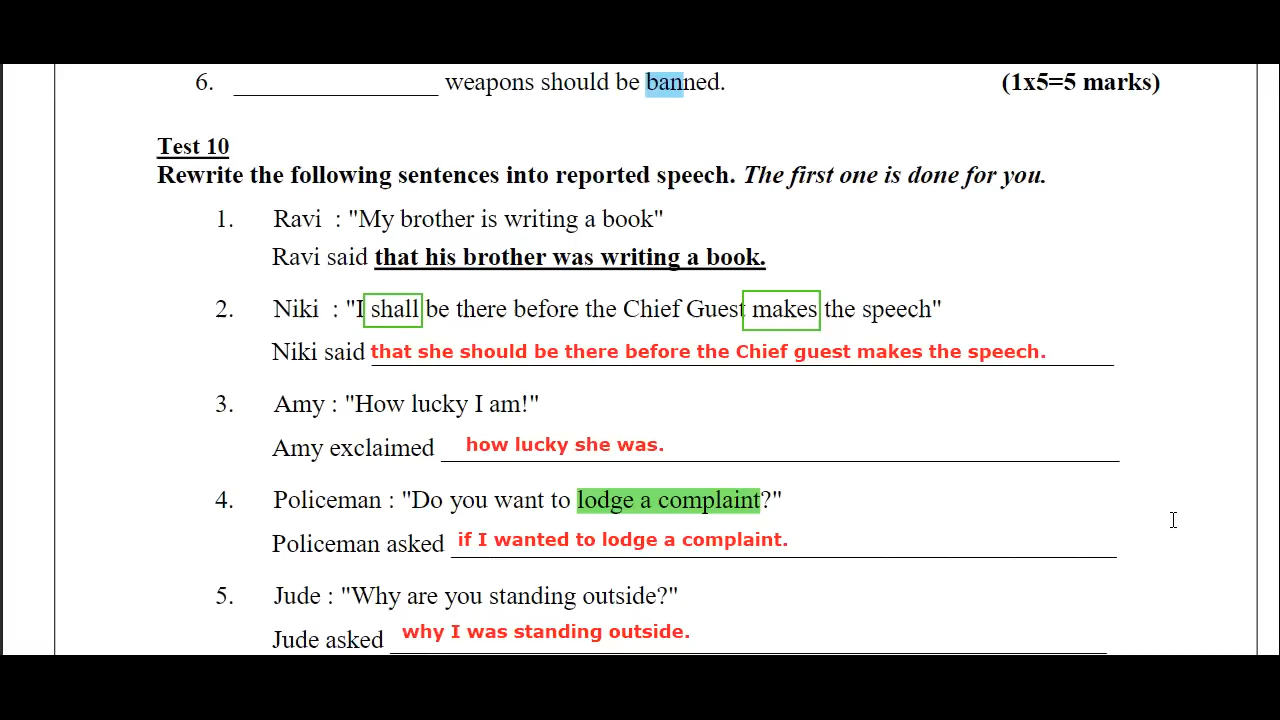 6. ____________ weapons should be banned. (1x5=5 marks)
Test 10
Rewrite the following sentences into reported speech. The first one is done for you.
1. Ravi : "My brother is writing a book"
Ravi said that his brother was writing a book.
2. Niki : "I shall be there before the Chief Guest makes the speech"
Niki said that she should be there before the Chief guest makes the speech.
3. Amy : "How lucky I am!"
Amy exclaimed how lucky she was.
4. Policeman : "Do you want to lodge a complaint?"
Policeman asked if I wanted to lodge a complaint.
5. Jude : "Why are you standing outside?"
Jude asked why I was standing outside.